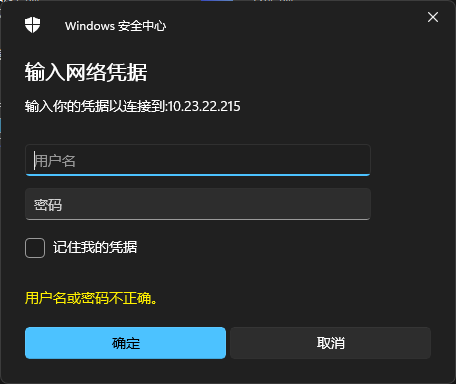 Windows 安全中心
输入网络凭据
输入你的凭据以连接到:10.23.22.215
用户名
密码
记住我的凭据
用户名或密码不正确。
确定
取消